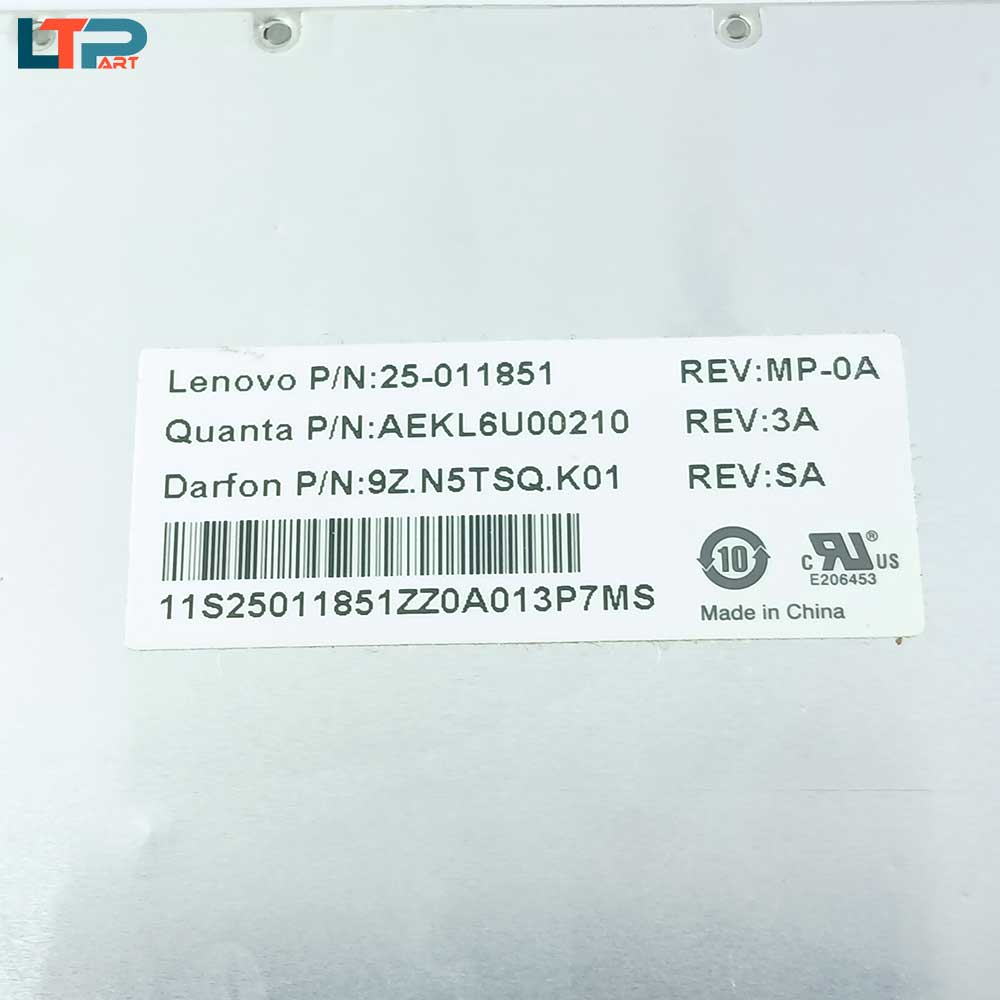 LTPART
Lenovo P/N:25-011851 REV:MP-0A
Quanta P/N:AEKL6U00210 REV:3A
Darfon P/N:9Z.N5TSQ.K01 REV:SA
10
c RU ® US
E206453
11S25011851ZZ0A013P7MS
Made in China